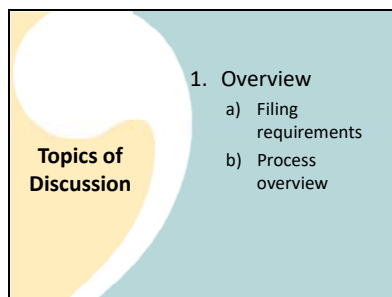 Topics of
Discussion
1. Overview
a) Filing
requirements
b) Process
overview